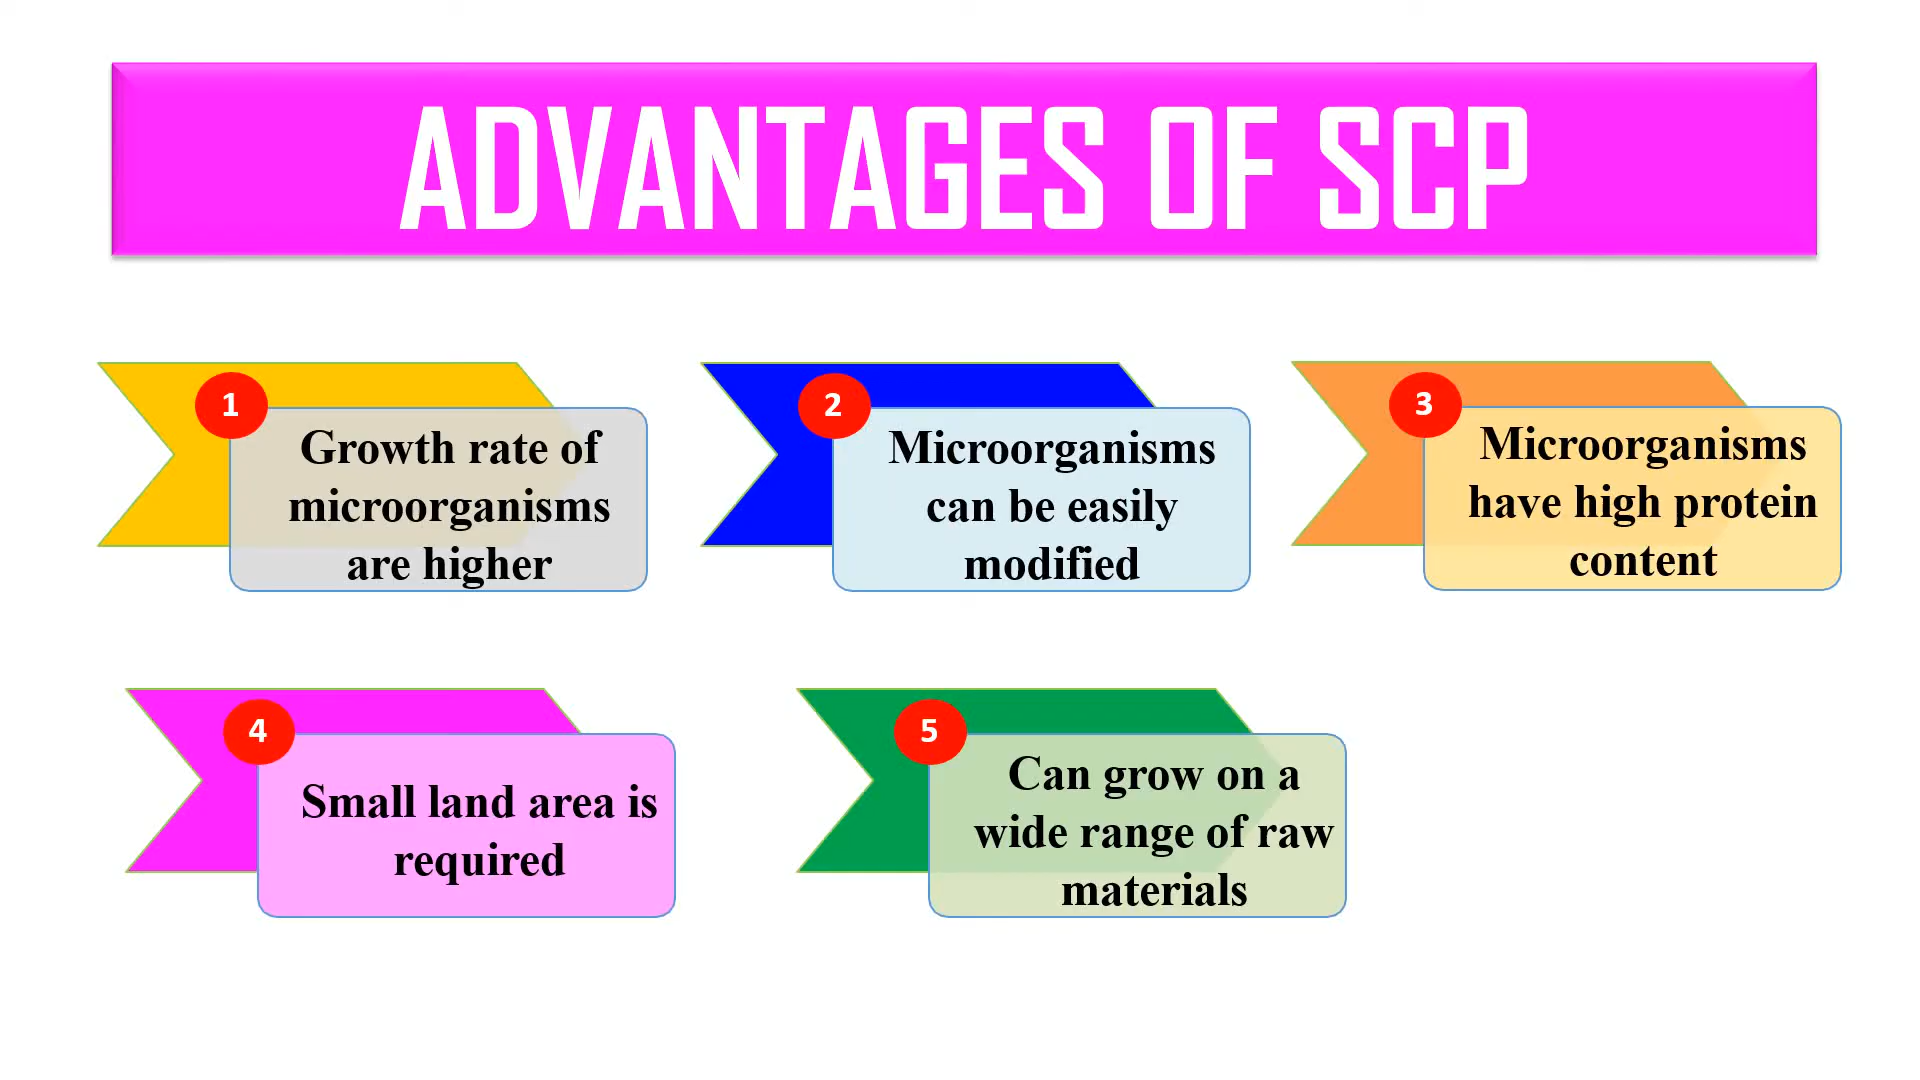 ADVANTAGES OF SCP
1
Growth rate of
microorganisms
are higher
2
Microorganisms
can be easily
modified
3
Microorganisms
have high protein
content
4
Small land area is
required
5
Can grow on a
wide range of raw
materials